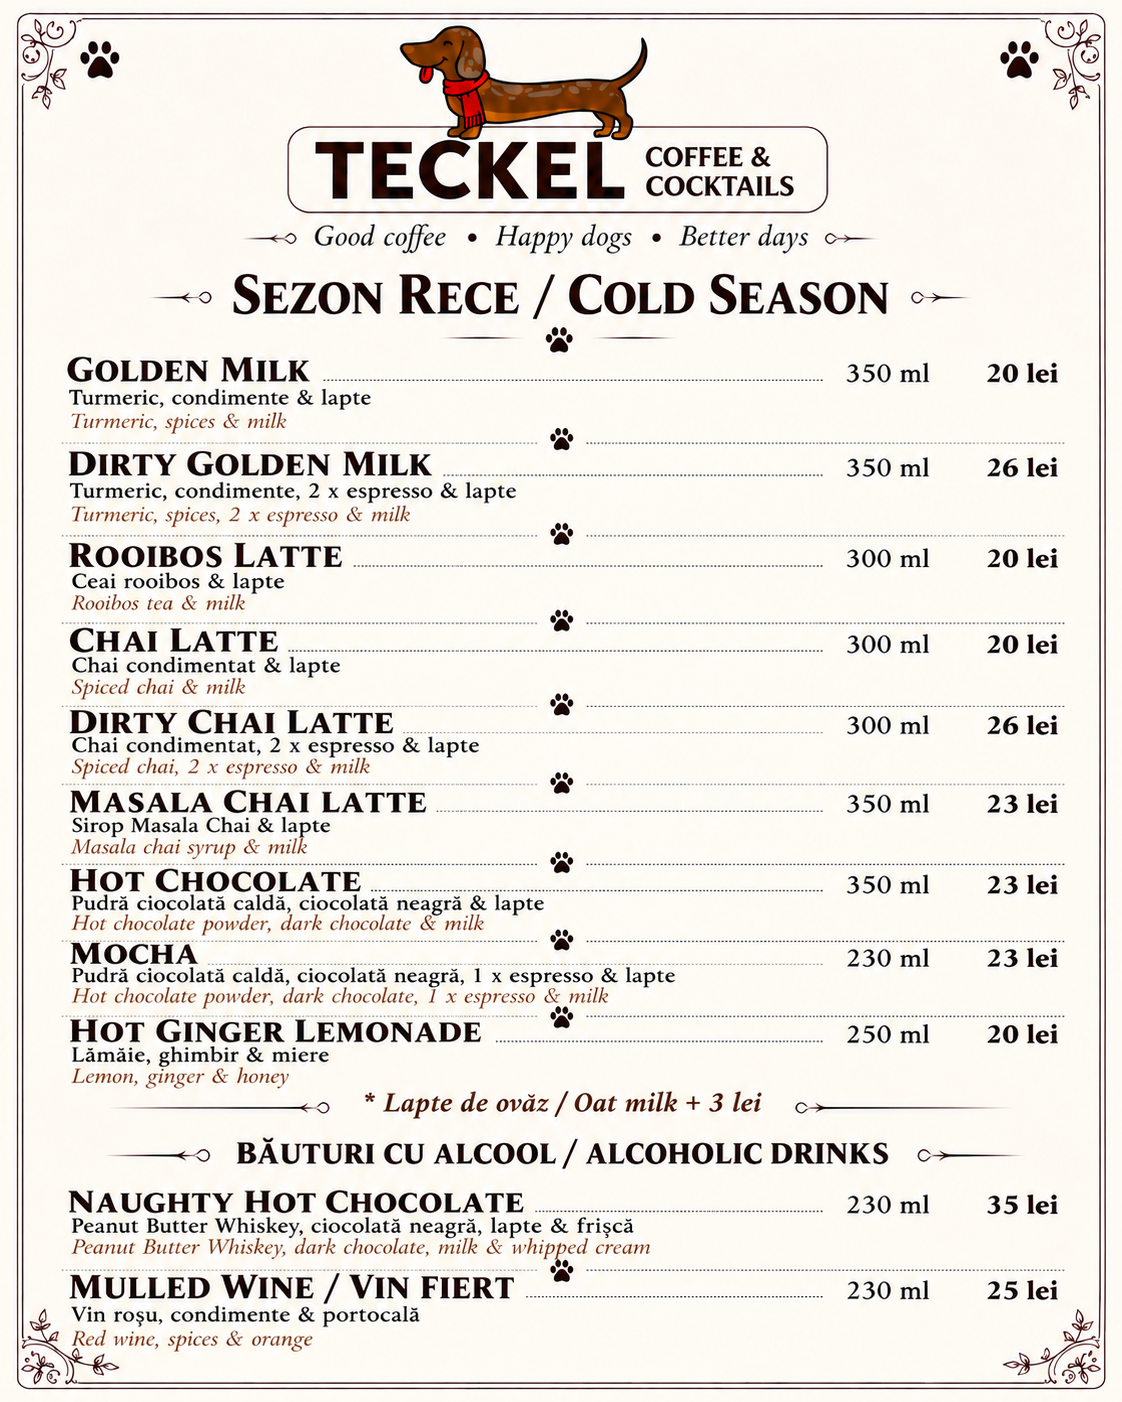 TECKEL COFFEE & COCKTAILS
Good coffee • Happy dogs • Better days
SEZON RECE / COLD SEASON
GOLDEN MILK 350 ml 20 lei
Turmeric, condimente & lapte
Turmeric, spices & milk
DIRTY GOLDEN MILK 350 ml 26 lei
Turmeric, condimente, 2 x espresso & lapte
Turmeric, spices, 2 x espresso & milk
ROOIBOS LATTE 300 ml 20 lei
Ceai rooibos & lapte
Rooibos tea & milk
CHAI LATTE 300 ml 20 lei
Chai condimentat & lapte
Spiced chai & milk
DIRTY CHAI LATTE 300 ml 26 lei
Chai condimentat, 2 x espresso & lapte
Spiced chai, 2 x espresso & milk
MASALA CHAI LATTE 350 ml 23 lei
Sirop Masala Chai & lapte
Masala chai syrup & milk
HOT CHOCOLATE 350 ml 23 lei
Pudră ciocolată caldă, ciocolată neagră & lapte
Hot chocolate powder, dark chocolate & milk
MOCHA 230 ml 23 lei
Pudră ciocolată caldă, ciocolată neagră, 1 x espresso & lapte
Hot chocolate powder, dark chocolate, 1 x espresso & milk
HOT GINGER LEMONADE 250 ml 20 lei
Lămăie, ghimbir & miere
Lemon, ginger & honey
* Lapte de ovăz / Oat milk + 3 lei
BĂUTURI CU ALCOOL / ALCOHOLIC DRINKS
NAUGHTY HOT CHOCOLATE 230 ml 35 lei
Peanut Butter Whiskey, ciocolată neagră, lapte & frișcă
Peanut Butter Whiskey, dark chocolate, milk & whipped cream
MULLED WINE / VIN FIERT 230 ml 25 lei
Vin roșu, condimente & portocală
Red wine, spices & orange